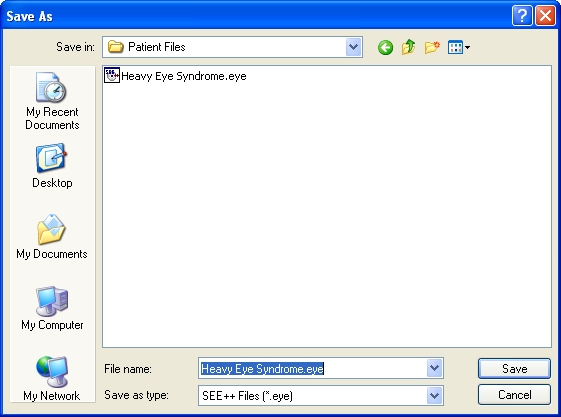 Save As
Save in: Patient Files
Heavy Eye Syndrome.eye
My Recent
Documents
Desktop
My Documents
My Computer
My Network
File name: Heavy Eye Syndrome.eye Save
Save as type: SEE++ Files (*.eye) Cancel